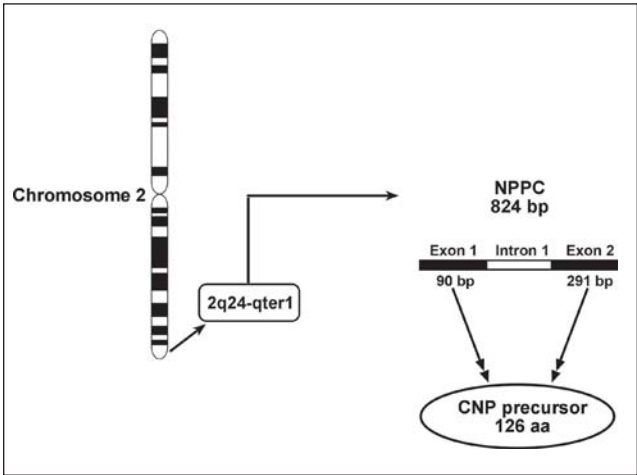 Chromosome 2
2q24-qter1
NPPC
824 bp
Exon 1 Intron 1 Exon 2
90 bp 291 bp
CNP precursor
126 aa